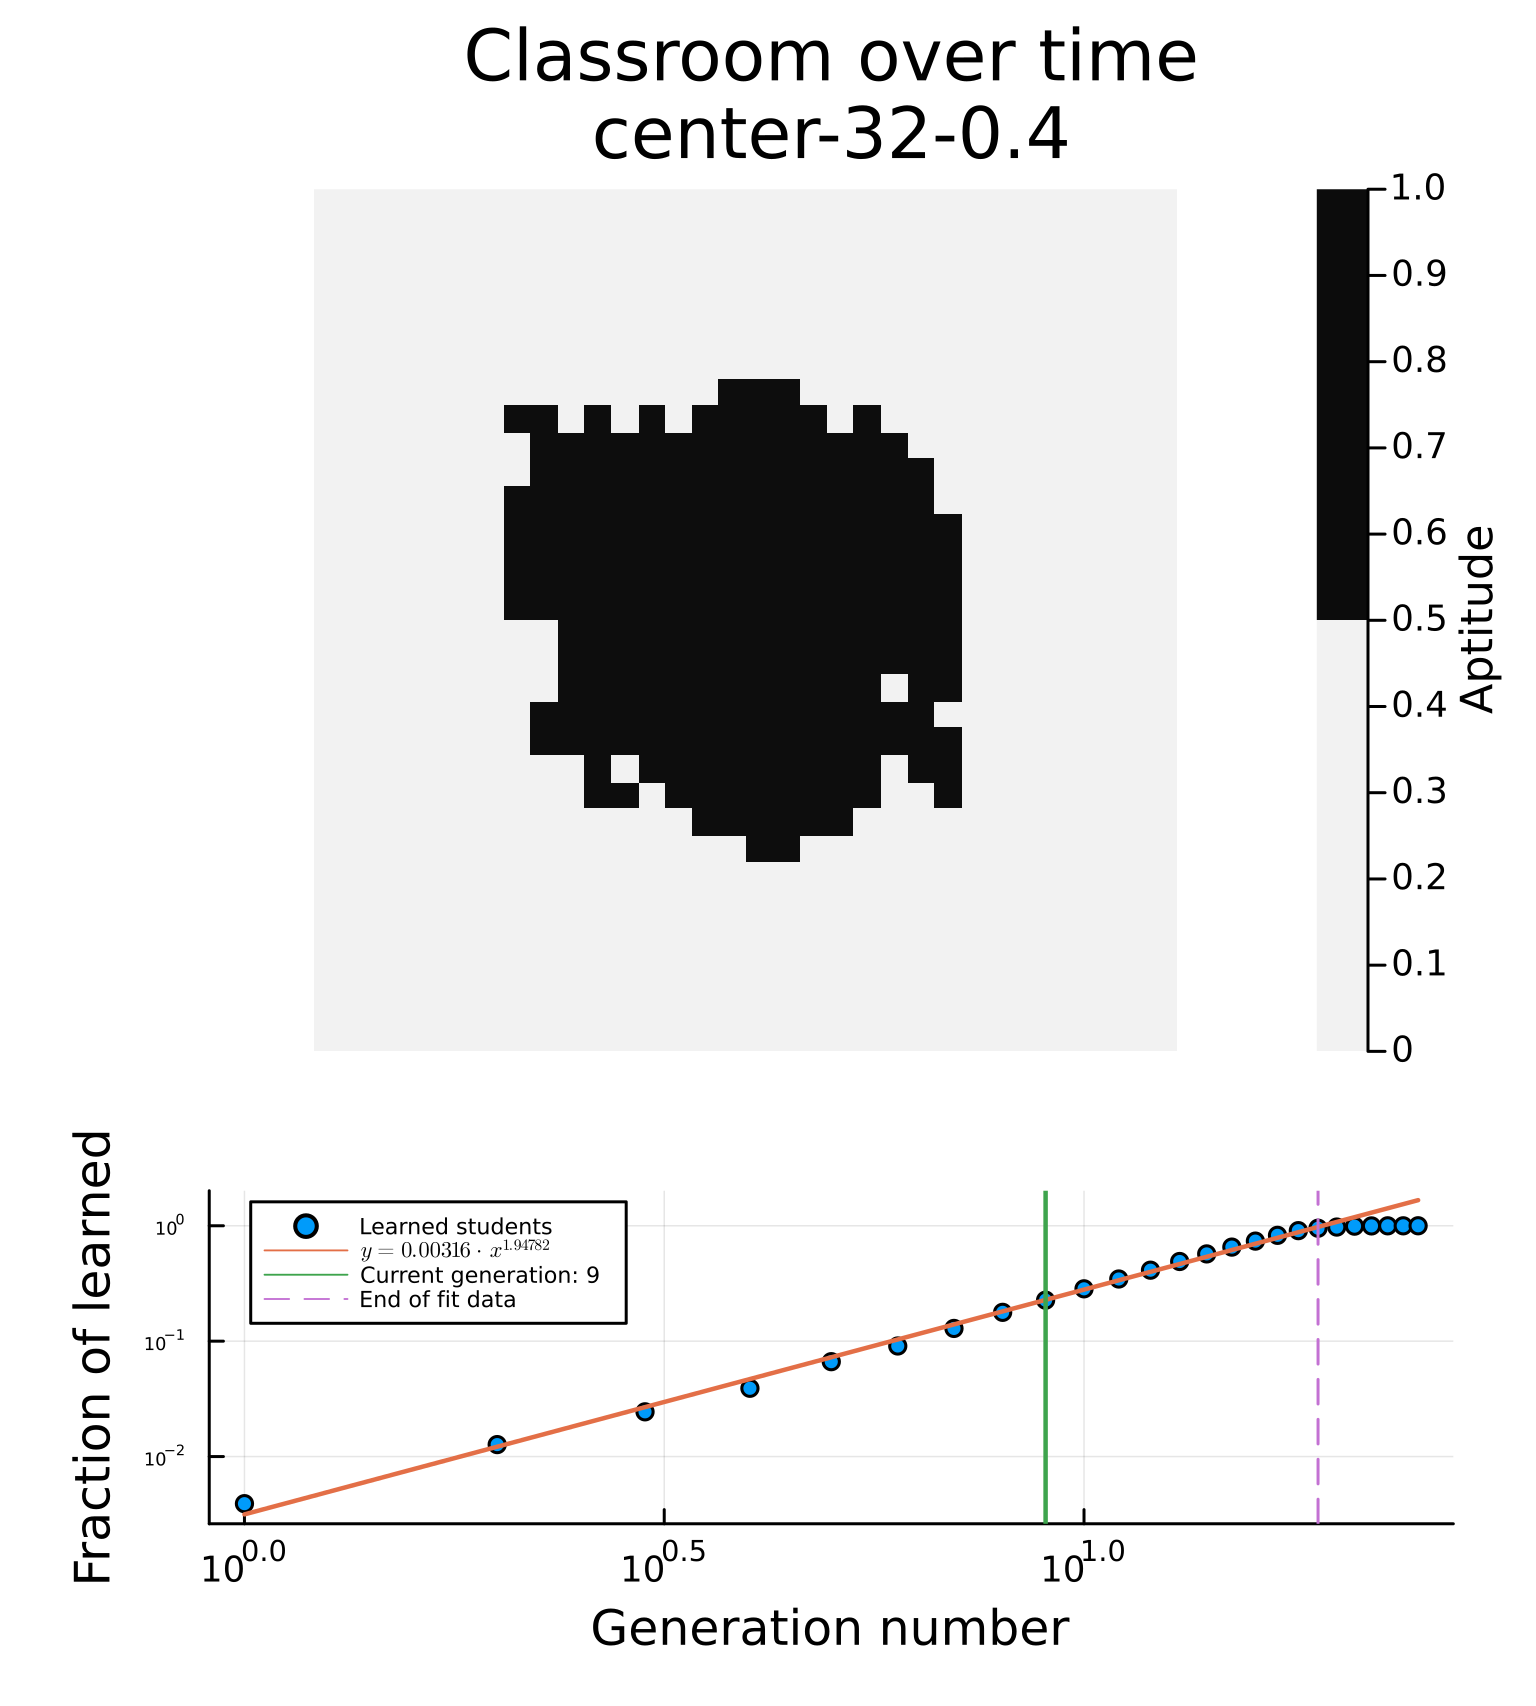 Classroom over time
center-32-0.4
1.0
0.9
0.8
0.7
0.6
0.5
0.4
0.3
0.2
0.1
0
Aptitude
Fraction of learned
10⁰
10⁻¹
10⁻²
Learned students
y = 0.00316 · x^1.94782
Current generation: 9
End of fit data
10^0.0
10^0.5
10^1.0
Generation number